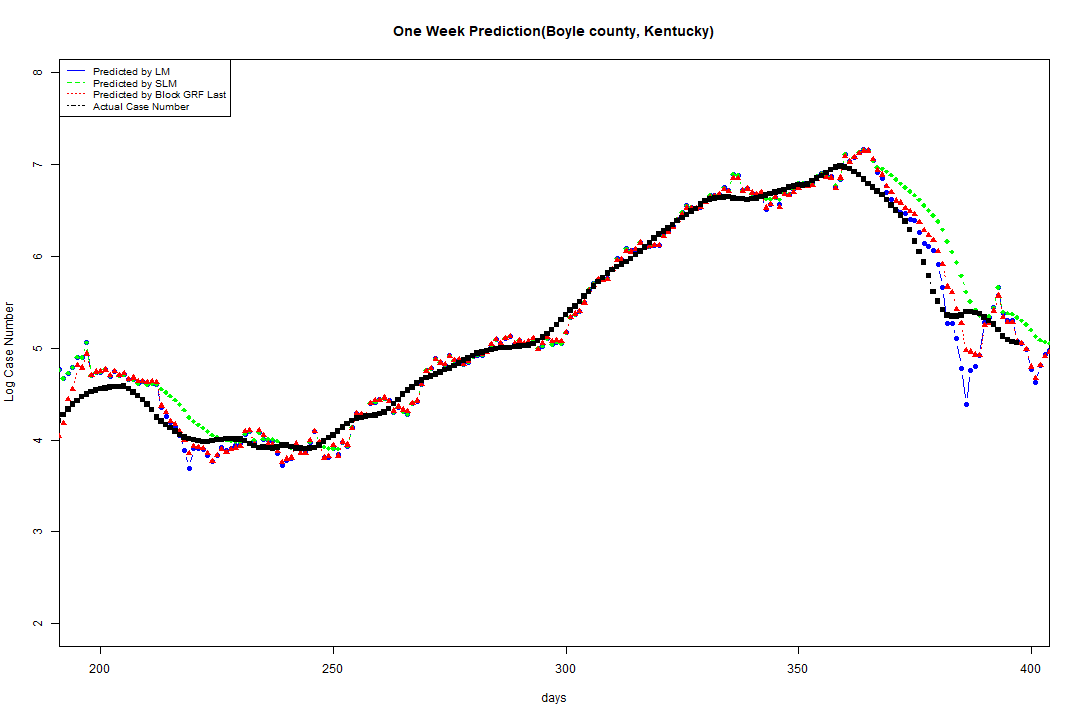 One Week Prediction(Boyle county, Kentucky)
Predicted by LM
Predicted by SLM
Predicted by Block GRF Last
Actual Case Number
8
7
6
5
4
3
2
Log Case Number
200 250 300 350 400
days